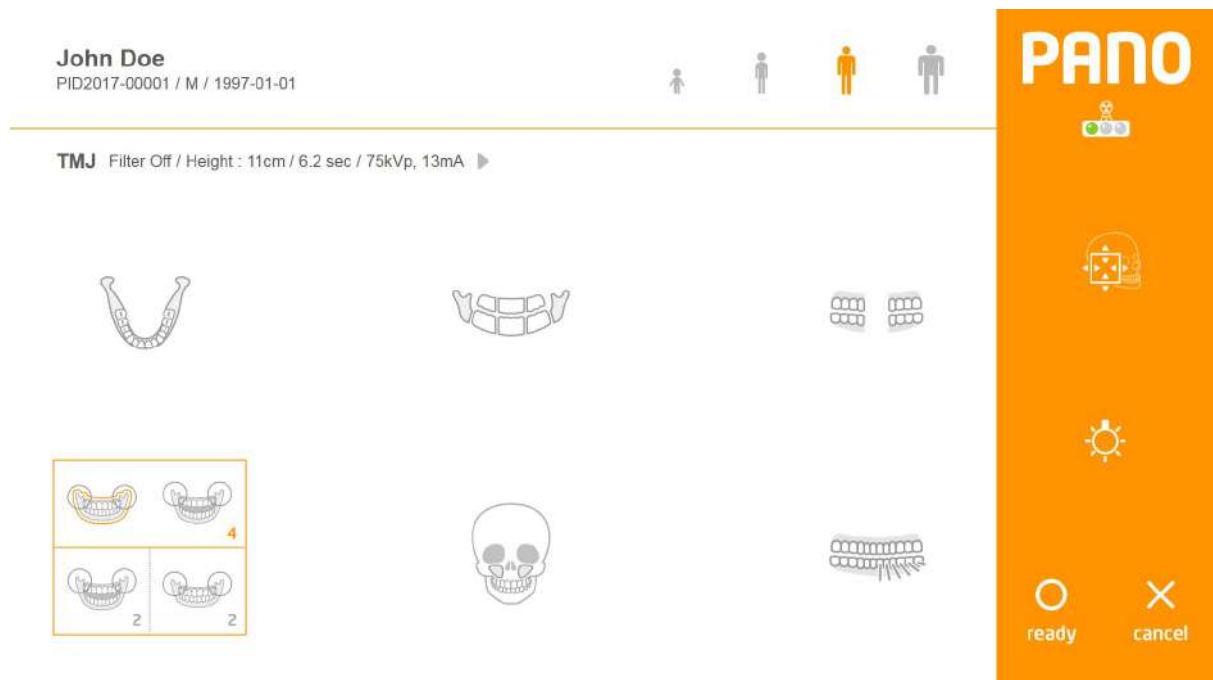 John Doe
PID2017-00001 / M / 1997-01-01
PANO
TMJ Filter Off / Height : 11cm / 6.2 sec / 75kVp, 13mA
4
2
2
ready
cancel